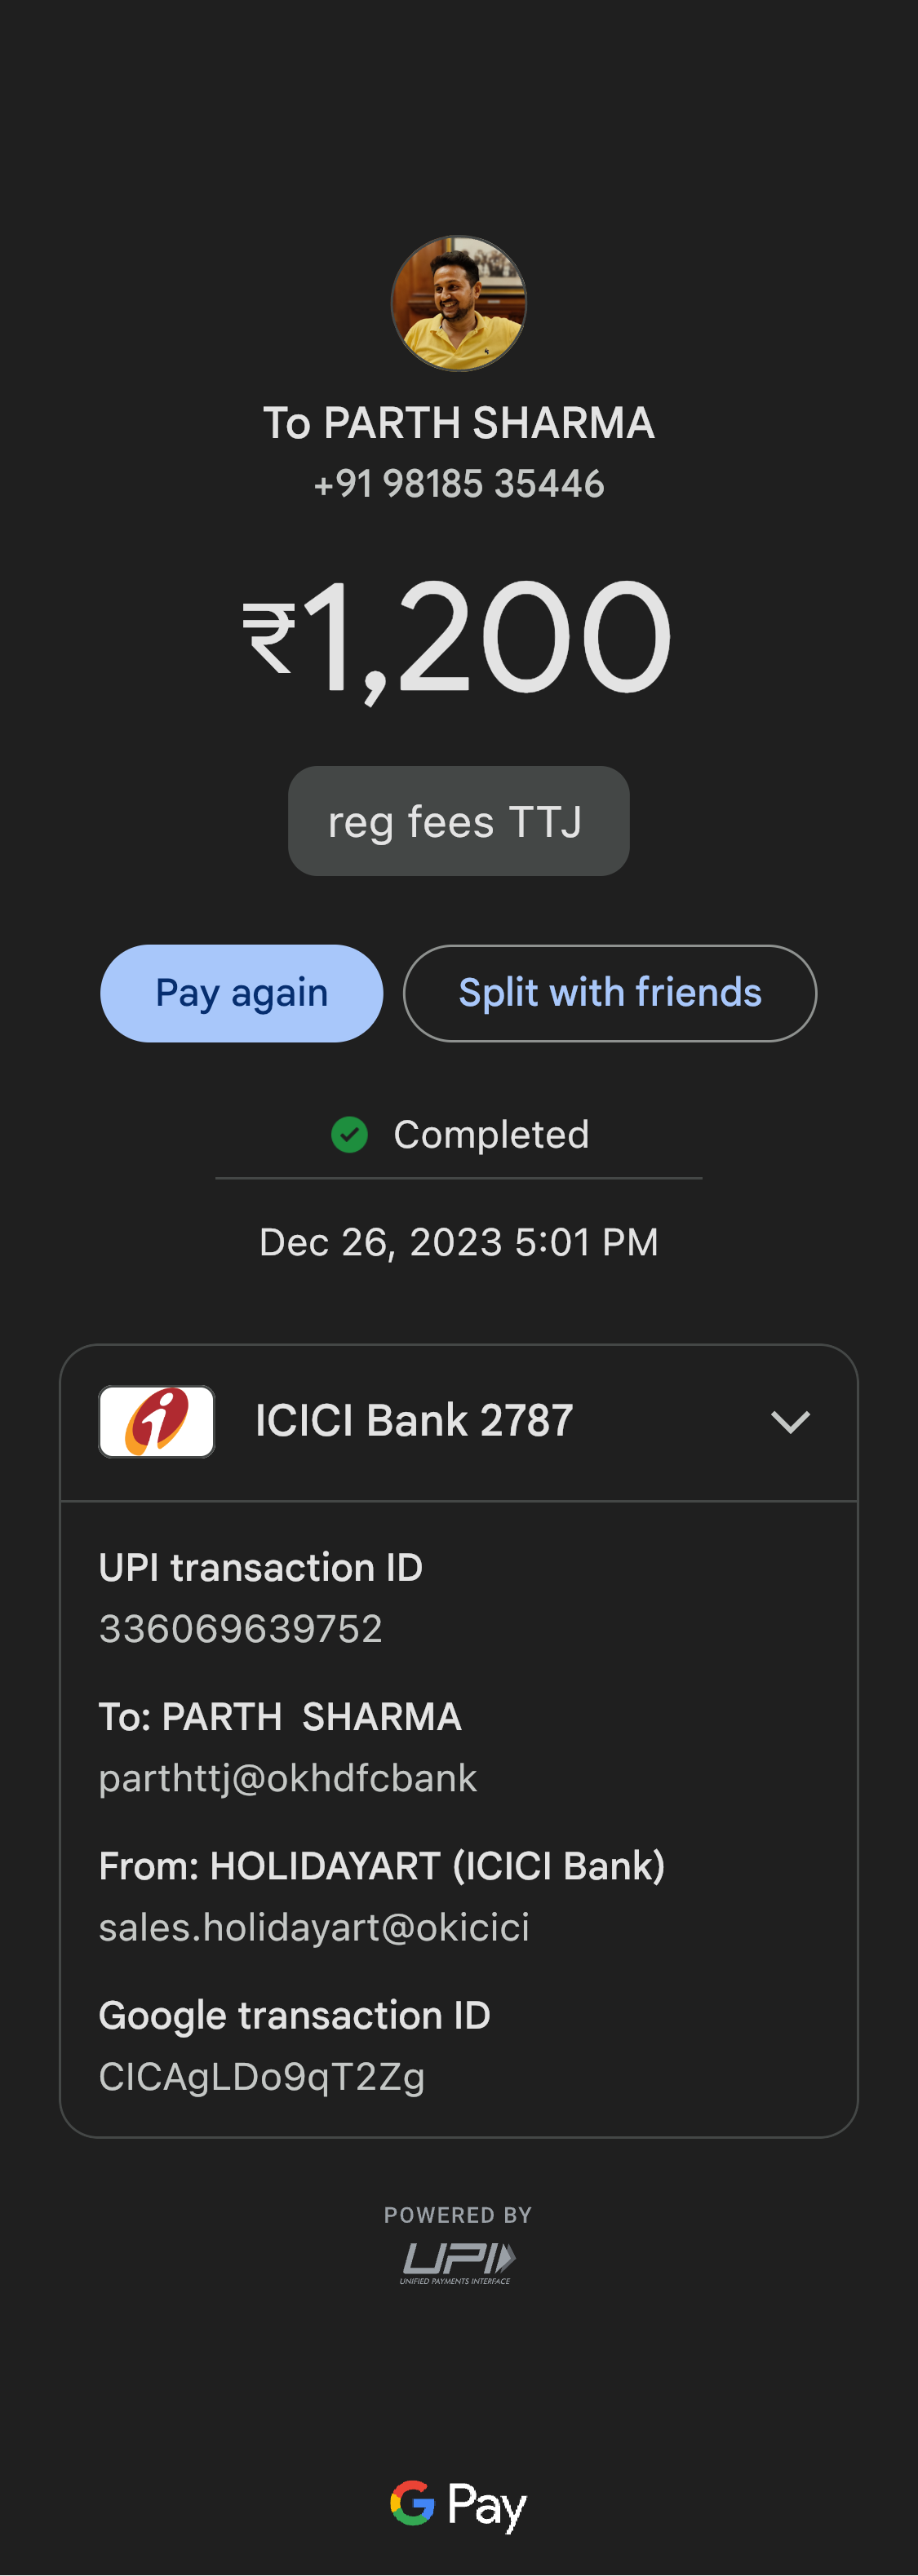 To PARTH SHARMA
+91 98185 35446
₹1,200
reg fees TTJ
Pay again
Split with friends
Completed
Dec 26, 2023 5:01 PM
ICICI Bank 2787
UPI transaction ID
336069639752
To: PARTH  SHARMA
parthttj@okhdfcbank
From: HOLIDAYART (ICICI Bank)
sales.holidayart@okicici
Google transaction ID
CICAgLDo9qT2Zg
POWERED BY
UPI
UNIFIED PAYMENTS INTERFACE
G Pay